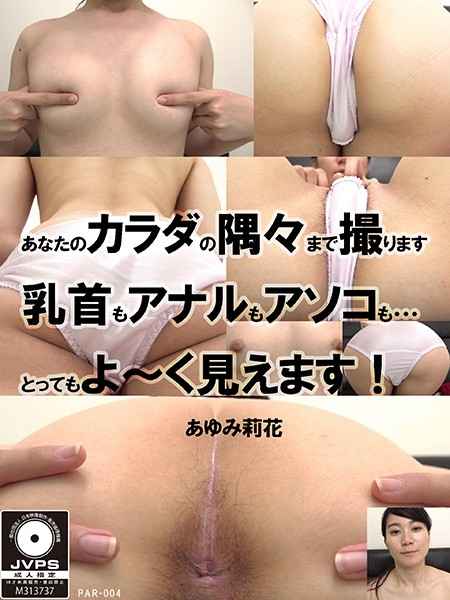 あなたのカラダの隅々まで撮ります
乳首もアナルもアソコも…
とってもよ～く見えます！
あゆみ莉花
JVPS
成人指定
M313737
PAR-004